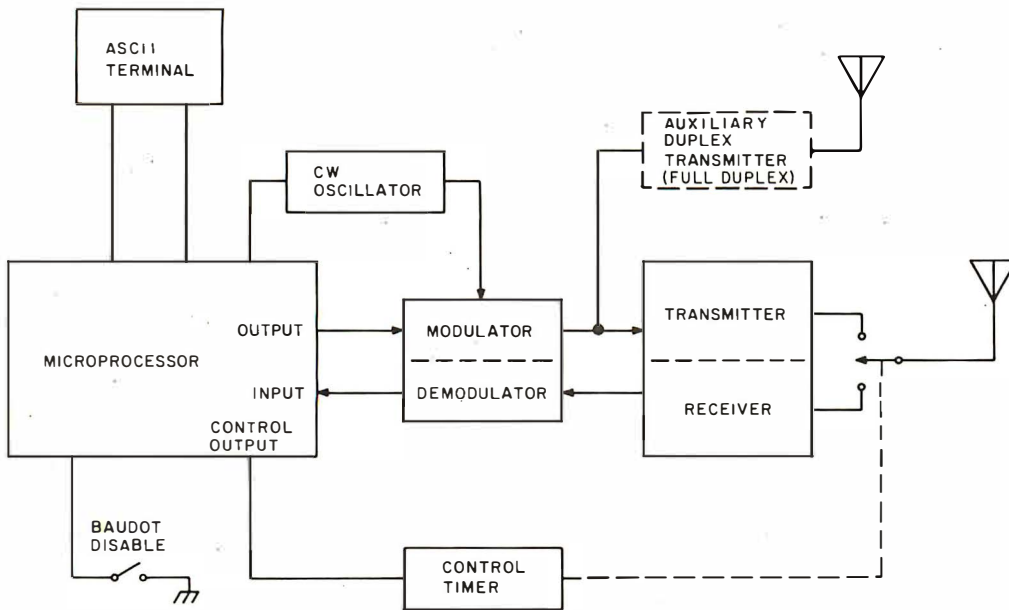 ASCII
TERMINAL
AUXILIARY
DUPLEX
TRANSMITTER
(FULL DUPLEX)
CW
OSCILLATOR
OUTPUT
MICROPROCESSOR
INPUT
CONTROL
OUTPUT
MODULATOR
DEMODULATOR
TRANSMITTER
RECEIVER
BAUDOT
DISABLE
CONTROL
TIMER